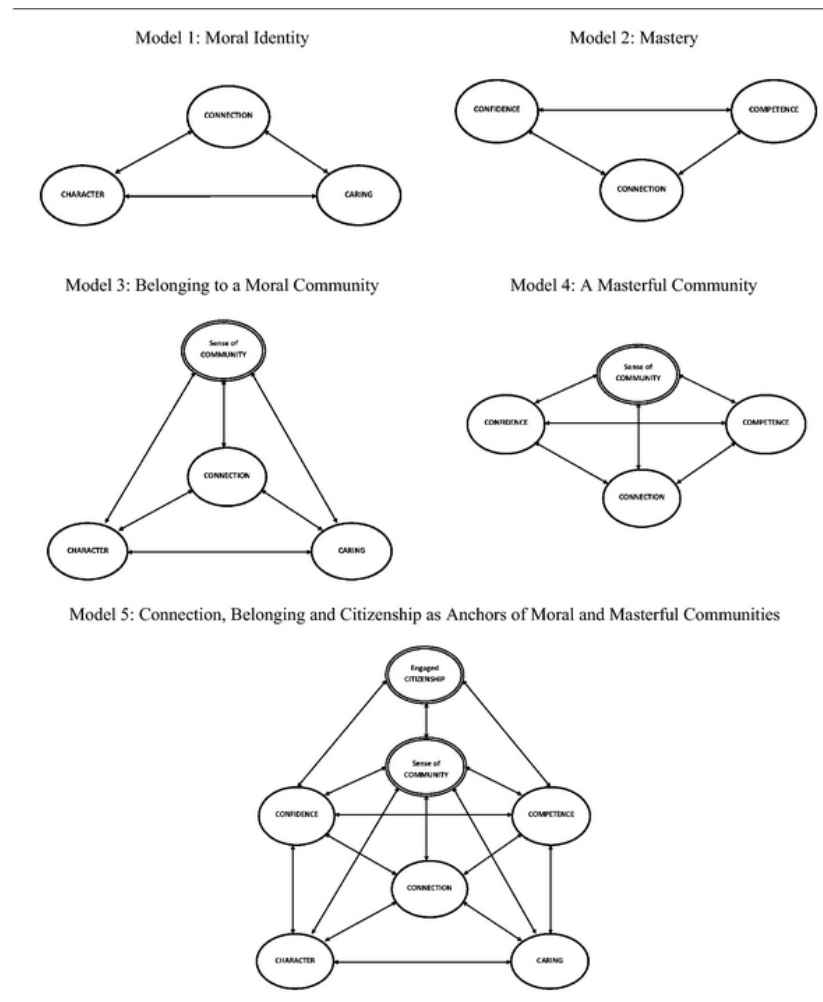 Model 1: Moral Identity
CONNECTION
CHARACTER
CARING
Model 2: Mastery
CONFIDENCE
COMPETENCE
CONNECTION
Model 3: Belonging to a Moral Community
Sense of
COMMUNITY
CONNECTION
CHARACTER
CARING
Model 4: A Masterful Community
Sense of
COMMUNITY
CONFIDENCE
COMPETENCE
CONNECTION
Model 5: Connection, Belonging and Citizenship as Anchors of Moral and Masterful Communities
Engaged
CITIZENSHIP
Sense of
COMMUNITY
CONFIDENCE
COMPETENCE
CONNECTION
CHARACTER
CARING